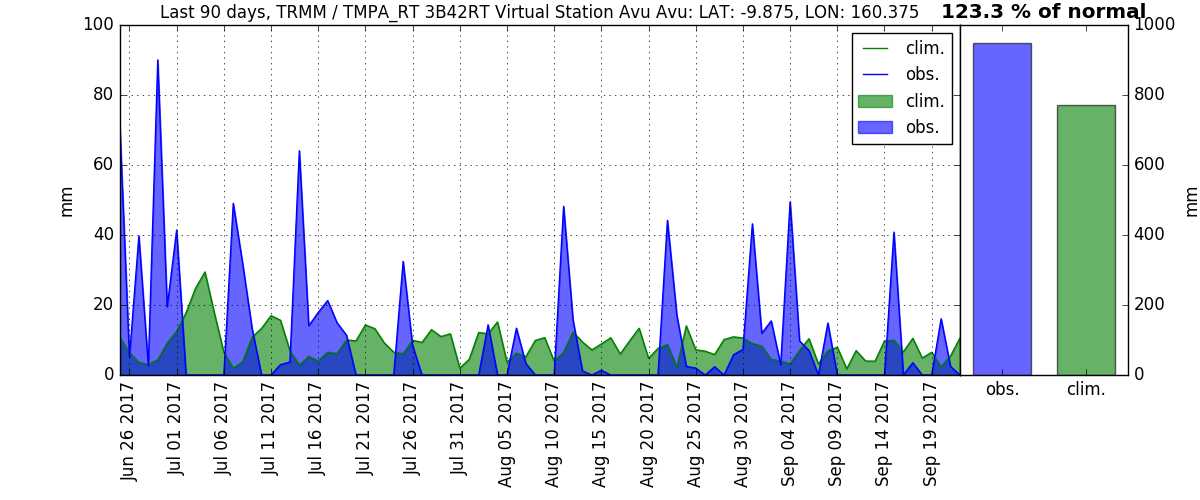 Last 90 days, TRMM / TMPA_RT 3B42RT Virtual Station Avu Avu: LAT: -9.875, LON: 160.375
123.3 % of normal
100
80
60
40
20
0
mm
clim.
obs.
clim.
obs.
1000
800
600
400
200
0
mm
obs.
clim.
Jun 26 2017
Jul 01 2017
Jul 06 2017
Jul 11 2017
Jul 16 2017
Jul 21 2017
Jul 26 2017
Jul 31 2017
Aug 05 2017
Aug 10 2017
Aug 15 2017
Aug 20 2017
Aug 25 2017
Aug 30 2017
Sep 04 2017
Sep 09 2017
Sep 14 2017
Sep 19 2017